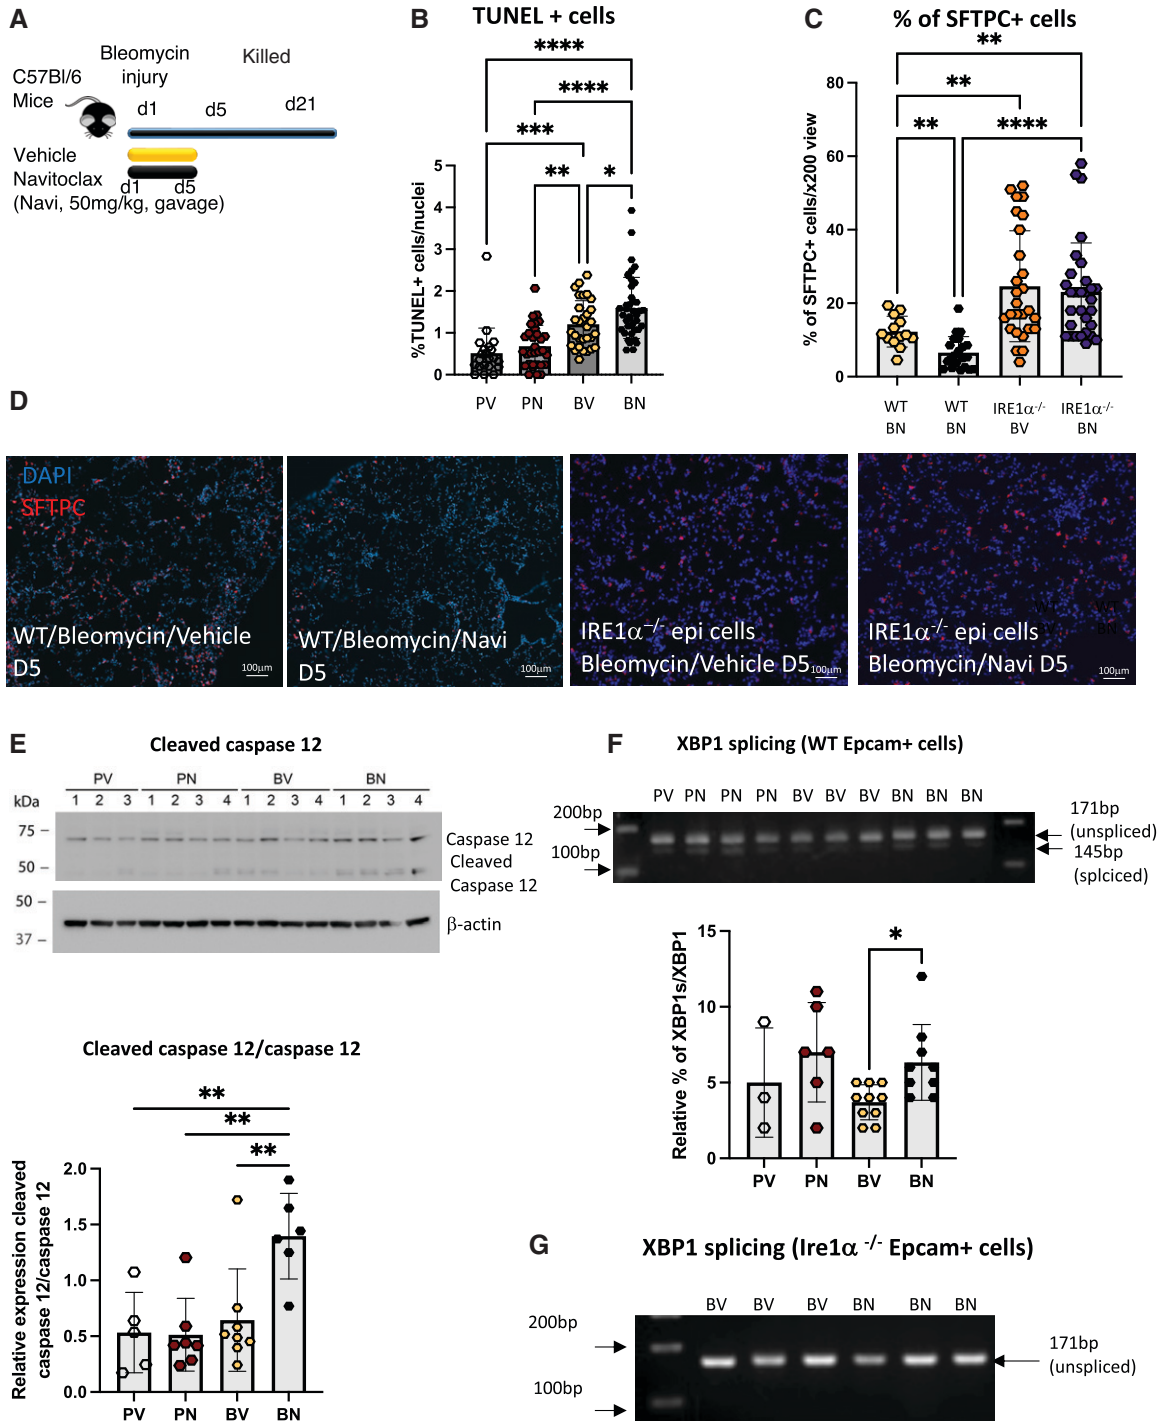 A
Bleomycin
injury
Killed
C57Bl/6
Mice
d1
d5
d21
Vehicle
Navitoclax
d1
d5
(Navi, 50mg/kg, gavage)
B
TUNEL + cells
****
****
***
**
*
%TUNEL+ cells/nuclei
5
4
3
2
1
0
PV
PN
BV
BN
C
% of SFTPC+ cells
**
**
**
****
% of SFTPC+ cells/x200 view
80
60
40
20
0
WT
BN
WT
BN
IRE1α-/-
BV
IRE1α-/-
BN
D
DAPI
SFTPC
WT/Bleomycin/Vehicle
D5
100µm
WT/Bleomycin/Navi
D5
100µm
IRE1α−/− epi cells
Bleomycin/Vehicle D5
100µm
IRE1α-/- epi cells
Bleomycin/Navi D5
100µm
E
Cleaved caspase 12
PV PN BV BN
kDa 1 2 3 1 2 3 4 1 2 3 4 1 2 3 4
75
50
Caspase 12
Cleaved
Caspase 12
50
37
β-actin
Cleaved caspase 12/caspase 12
**
**
**
Relative expression cleaved
caspase 12/caspase 12
2.0
1.5
1.0
0.5
0.0
PV
PN
BV
BN
F
XBP1 splicing (WT Epcam+ cells)
PV PN PN PN BV BV BV BN BN BN
200bp
100bp
171bp
(unspliced)
145bp
(splciced)
*
Relative % of XBP1s/XBP1
15
10
5
0
PV
PN
BV
BN
G
XBP1 splicing (Ire1α -/- Epcam+ cells)
BV BV BV BN BN BN
200bp
100bp
171bp
(unspliced)